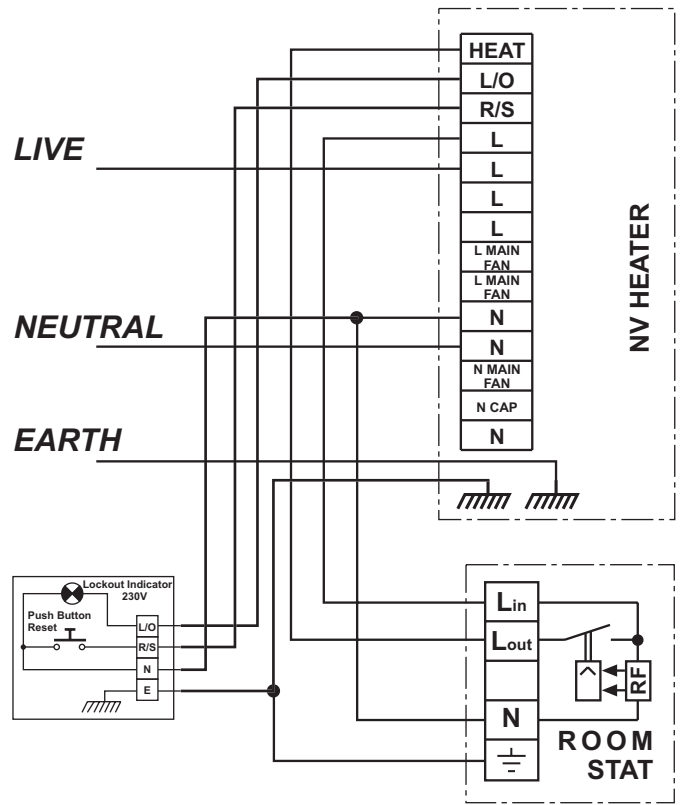 HEAT
L/O
R/S
L
LIVE
L
L
L
L MAIN
FAN
L MAIN
FAN
N
NEUTRAL
N
N MAIN
FAN
N CAP
EARTH
N
NV HEATER
Lockout Indicator
230V
Push Button
Reset
L/O
R/S
N
E
Lin
Lout
RF
N
ROOM
STAT